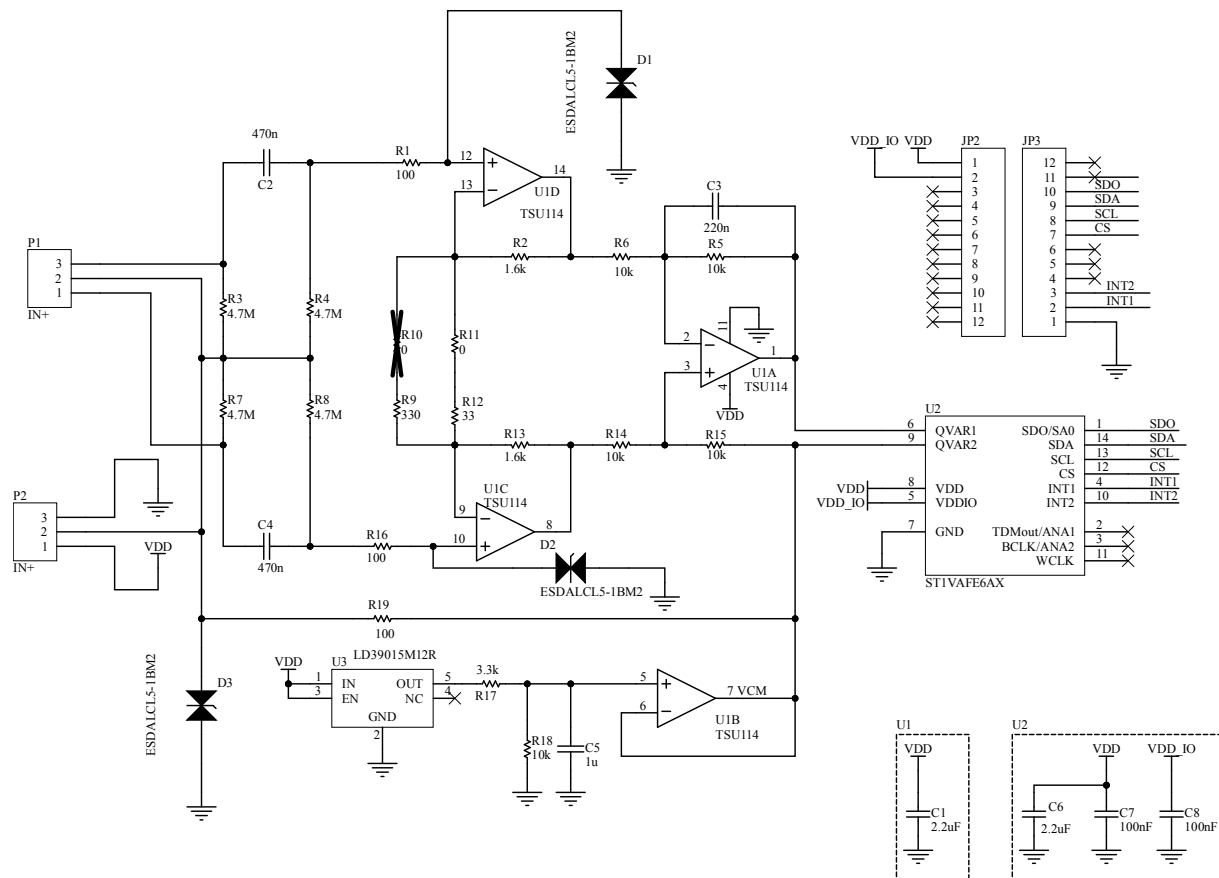 D1
ESDALCL5-1BM2
470n
C2
R1
100
12
13
14
U1D
TSU114
VDD_IO VDD
JP2
1
2
3
4
5
6
7
8
9
10
11
12
JP3
12
11
10
9
8
7
6
5
4
3
2
1
SDO
SDA
SCL
CS
INT2
INT1
C3
220n
P1
3
2
1
IN+
R2
1.6k
R6
10k
R5
10k
R3
4.7M
R4
4.7M
R10
0
R11
0
2
3
11
1
4
U1A
TSU114
VDD
R7
4.7M
R8
4.7M
R9
330
R12
33
R13
1.6k
R14
10k
R15
10k
U2
6
9
8
5
7
QVAR1
QVAR2
VDD
VDDIO
GND
SDO/SA0
SDA
SCL
CS
INT1
INT2
TDMout/ANA1
BCLK/ANA2
WCLK
1
14
13
12
4
10
2
3
11
SDO
SDA
SCL
CS
INT1
INT2
VDD
VDD_IO
ST1VAFE6AX
P2
3
2
1
IN+
VDD
C4
470n
R16
100
U1C
TSU114
9
10
8
D2
ESDALCL5-1BM2
R19
100
ESDALCL5-1BM2
D3
VDD
U3
LD39015M12R
1
3
IN
EN
OUT
NC
GND
5
4
2
3.3k
R17
R18
10k
C5
1u
5
6
7 VCM
U1B
TSU114
U1
VDD
C1
2.2uF
U2
VDD
VDD_IO
C6
2.2uF
C7
100nF
C8
100nF